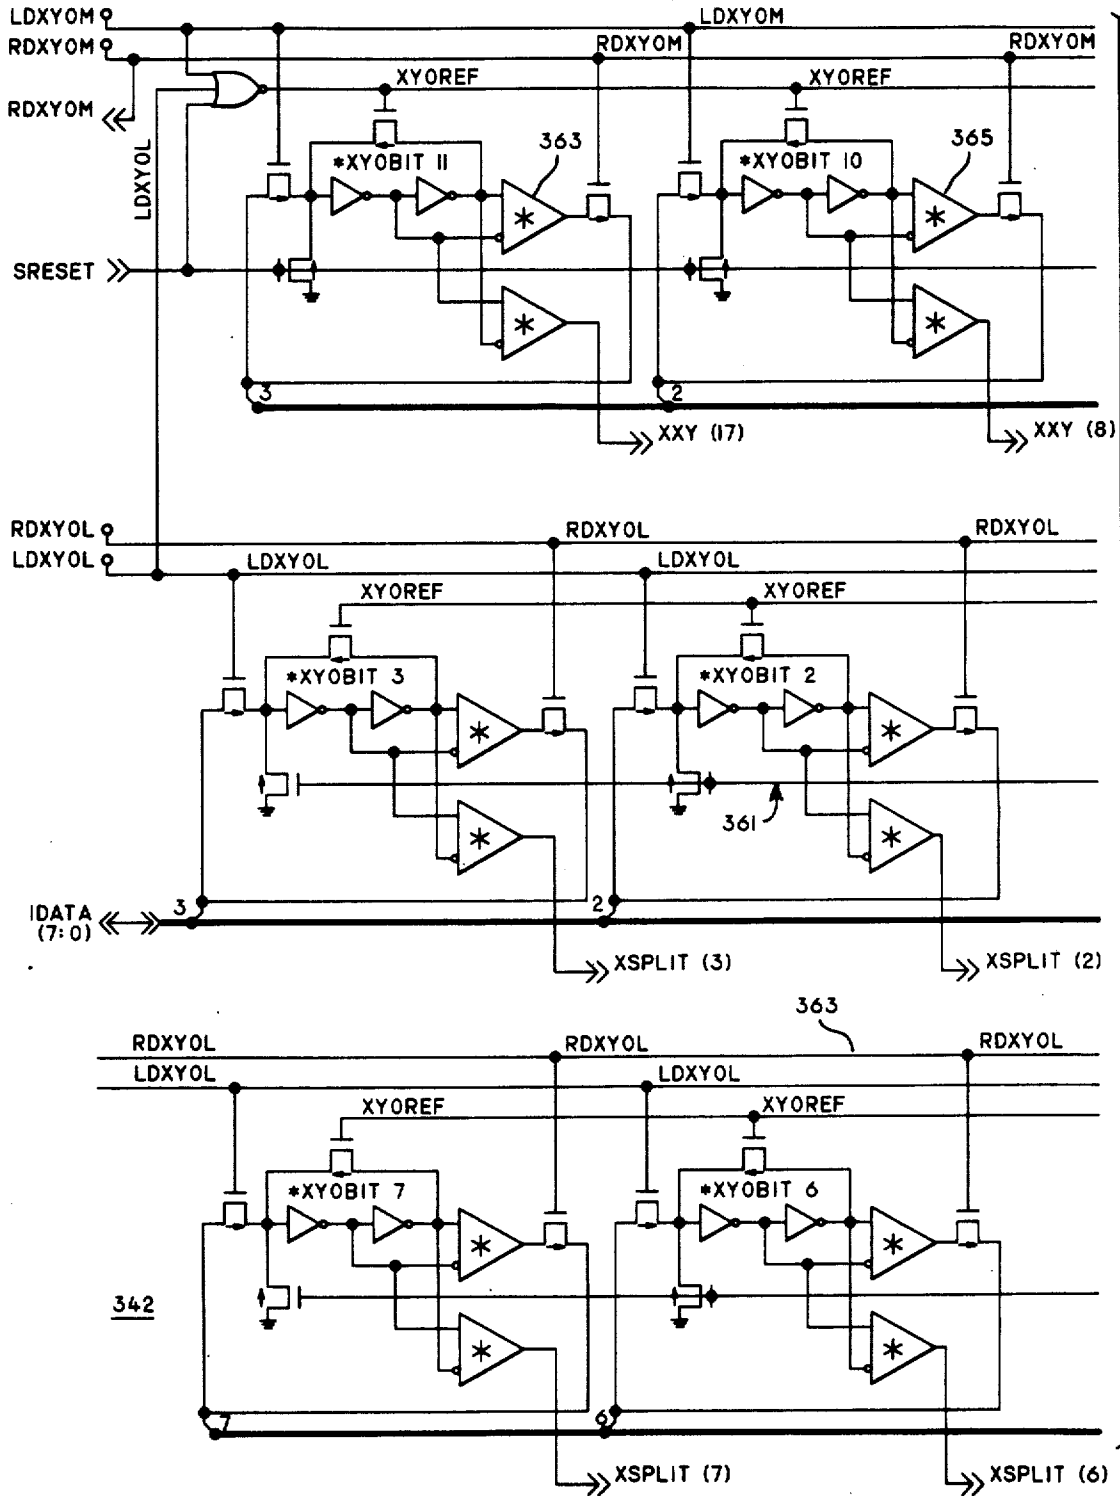 LDXYOM LDXYOM
RDXYOM RDXYOM RDXYOM
XYOREF XYOREF
RDXYOM
LDXYOL
363 365
*XYOBIT 11 *XYOBIT 10
* *
SRESET
* *
3 2
XXY (17) XXY (8)
RDXYOL RDXYOL RDXYOL
LDXYOL LDXYOL LDXYOL
XYOREF XYOREF
*XYOBIT 3 *XYOBIT 2
* *
361
* *
3 2
IDATA
(7:0)
XSPLIT (3) XSPLIT (2)
363
RDXYOL RDXYOL RDXYOL
LDXYOL LDXYOL
XYOREF XYOREF
*XYOBIT 7 *XYOBIT 6
* *
342
* *
7 6
XSPLIT (7) XSPLIT (6)